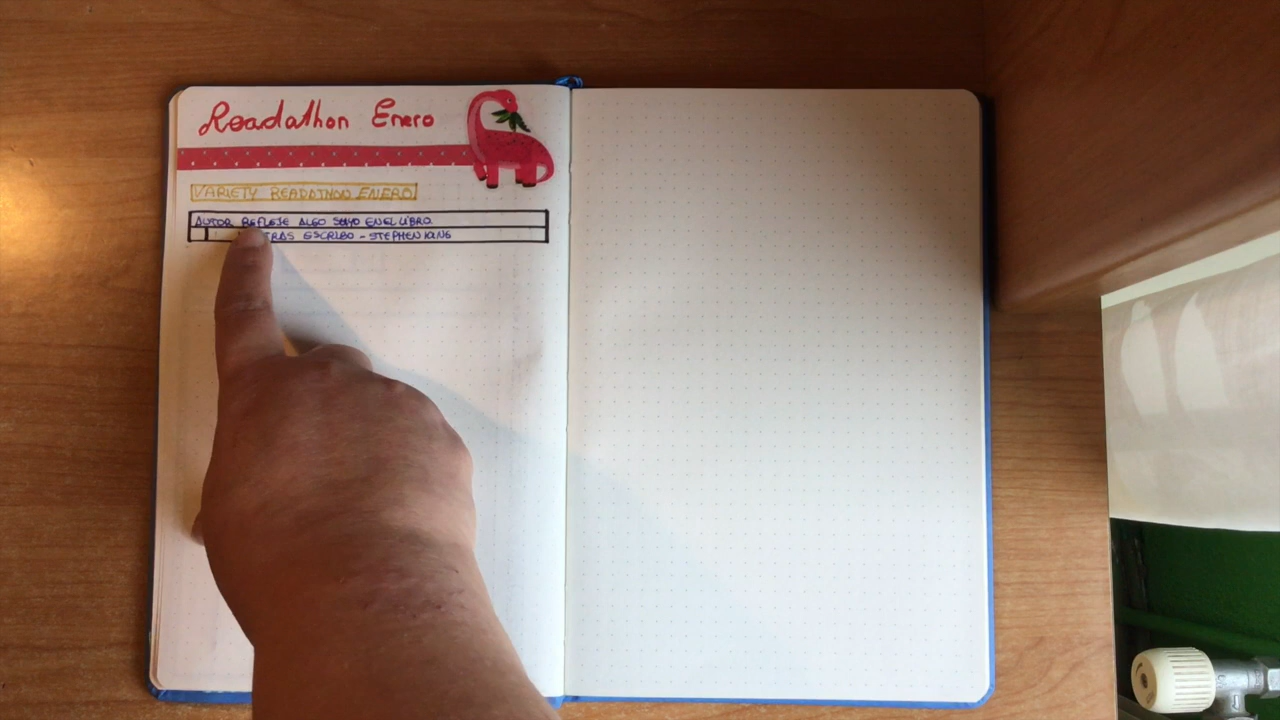 Readathon Enero
VARIETY READATHON ENERO
AUTOR REFLEJE ALGO SUYO EN EL LIBRO
ESCRIBO - STEPHEN KING